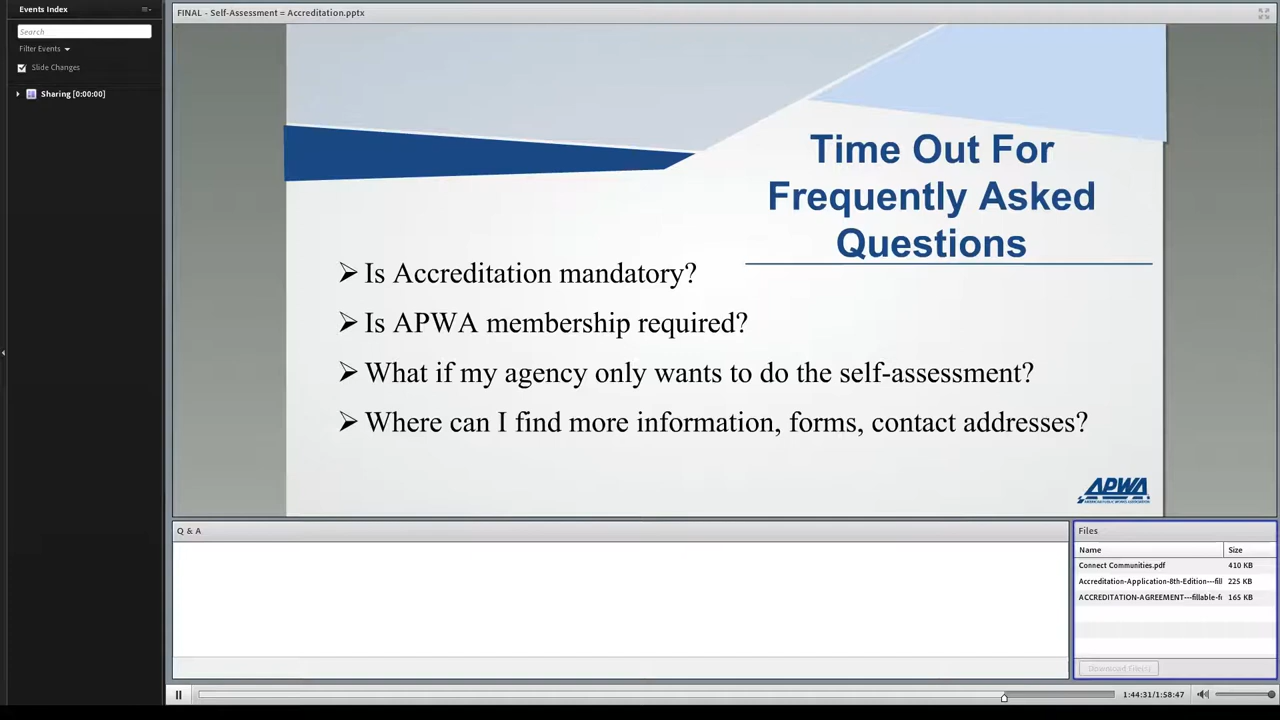 Events Index
Search
Filter Events
Slide Changes
Sharing [0:00:00]
FINAL - Self-Assessment = Accreditation.pptx
Time Out For
Frequently Asked
Questions
Is Accreditation mandatory?
Is APWA membership required?
What if my agency only wants to do the self-assessment?
Where can I find more information, forms, contact addresses?
APWA
Q & A
Files
Name Size
Connect Communities.pdf 410 KB
Accreditation-Application-8th-Edition---fill 225 KB
ACCREDITATION-AGREEMENT---fillable-f 165 KB
Download File(s)
1:44:31/1:58:47